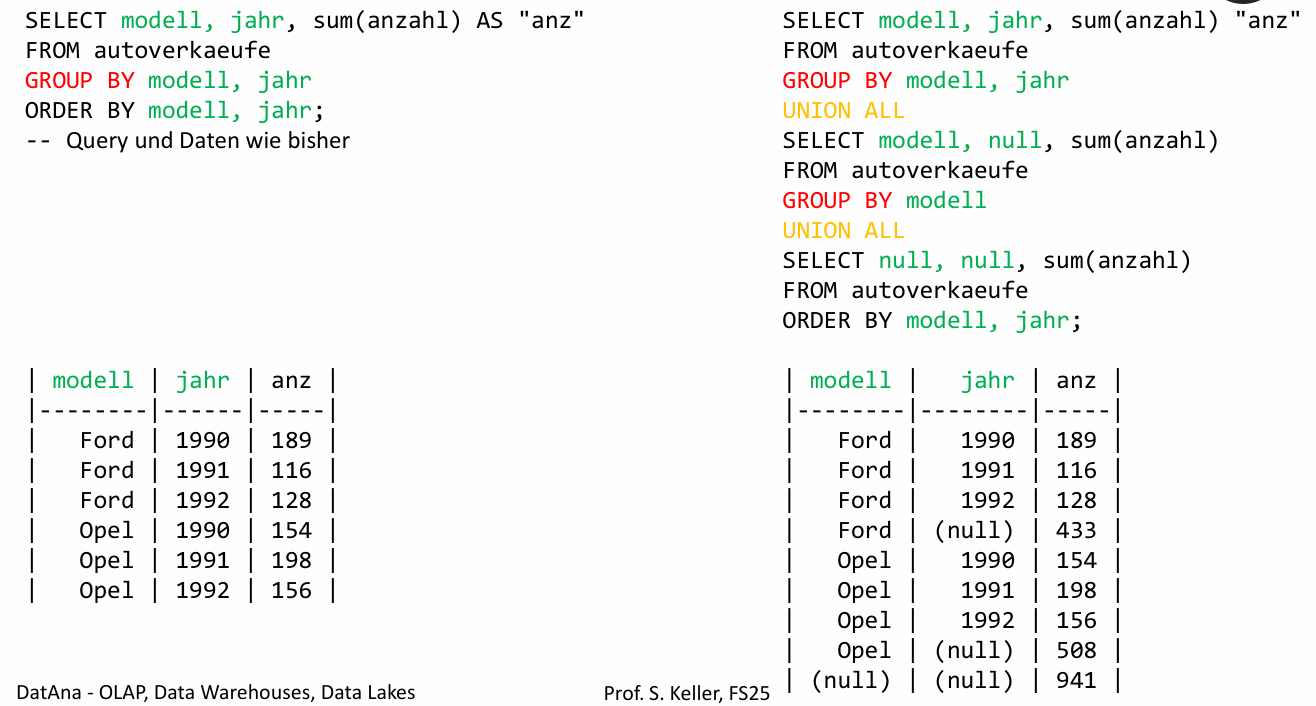 SELECT modell, jahr, sum(anzahl) AS "anz"
FROM autoverkaeufe
GROUP BY modell, jahr
ORDER BY modell, jahr;
-- Query und Daten wie bisher
| modell | jahr | anz |
|--------|------|-----|
| Ford | 1990 | 189 |
| Ford | 1991 | 116 |
| Ford | 1992 | 128 |
| Opel | 1990 | 154 |
| Opel | 1991 | 198 |
| Opel | 1992 | 156 |
SELECT modell, jahr, sum(anzahl) "anz"
FROM autoverkaeufe
GROUP BY modell, jahr
UNION ALL
SELECT modell, null, sum(anzahl)
FROM autoverkaeufe
GROUP BY modell
UNION ALL
SELECT null, null, sum(anzahl)
FROM autoverkaeufe
ORDER BY modell, jahr;
| modell | jahr | anz |
|--------|--------|-----|
| Ford | 1990 | 189 |
| Ford | 1991 | 116 |
| Ford | 1992 | 128 |
| Ford | (null) | 433 |
| Opel | 1990 | 154 |
| Opel | 1991 | 198 |
| Opel | 1992 | 156 |
| Opel | (null) | 508 |
| (null) | (null) | 941 |
DatAna - OLAP, Data Warehouses, Data Lakes
Prof. S. Keller, FS25